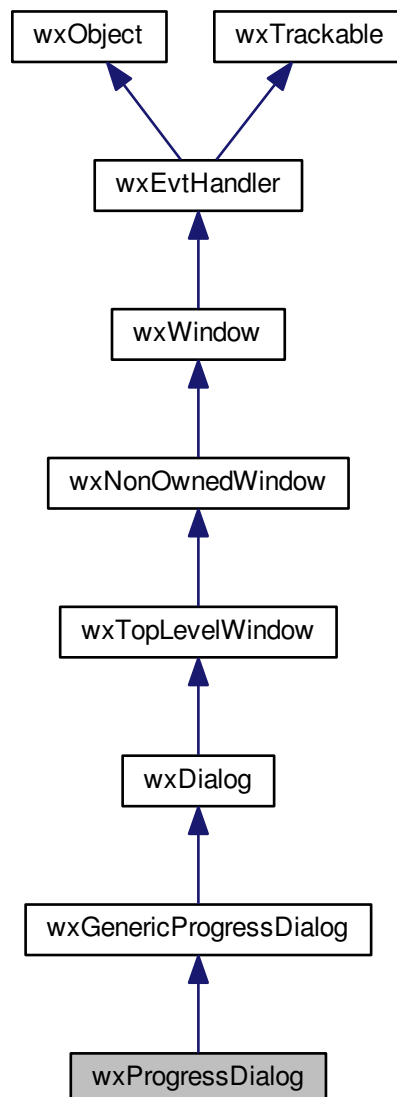 wxObject
wxTrackable
wxEvtHandler
wxWindow
wxNonOwnedWindow
wxTopLevelWindow
wxDialog
wxGenericProgressDialog
wxProgressDialog